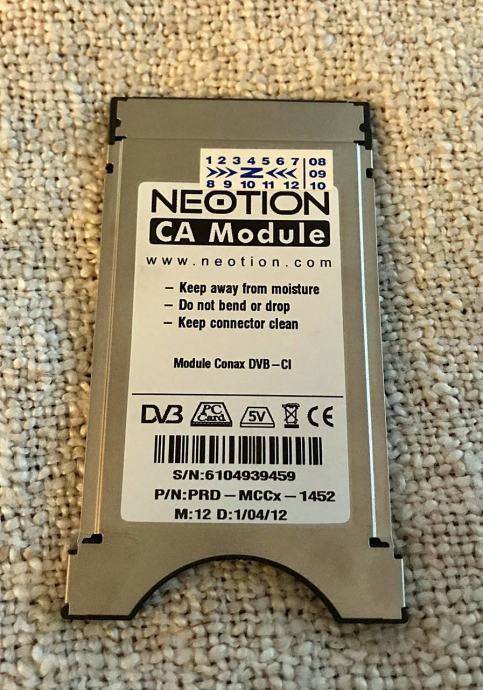 1 2 3 4 5 6 7 08
Z 09
8 9 10 11 12 10
NEOTION
CA Module
www.neotion.com
– Keep away from moisture
– Do not bend or drop
– Keep connector clean
Module Conax DVB–CI
DVB PC Card 5V CE
S/N:6104939459
P/N:PRD – MCCx – 1452
M:12 D:1/04/12